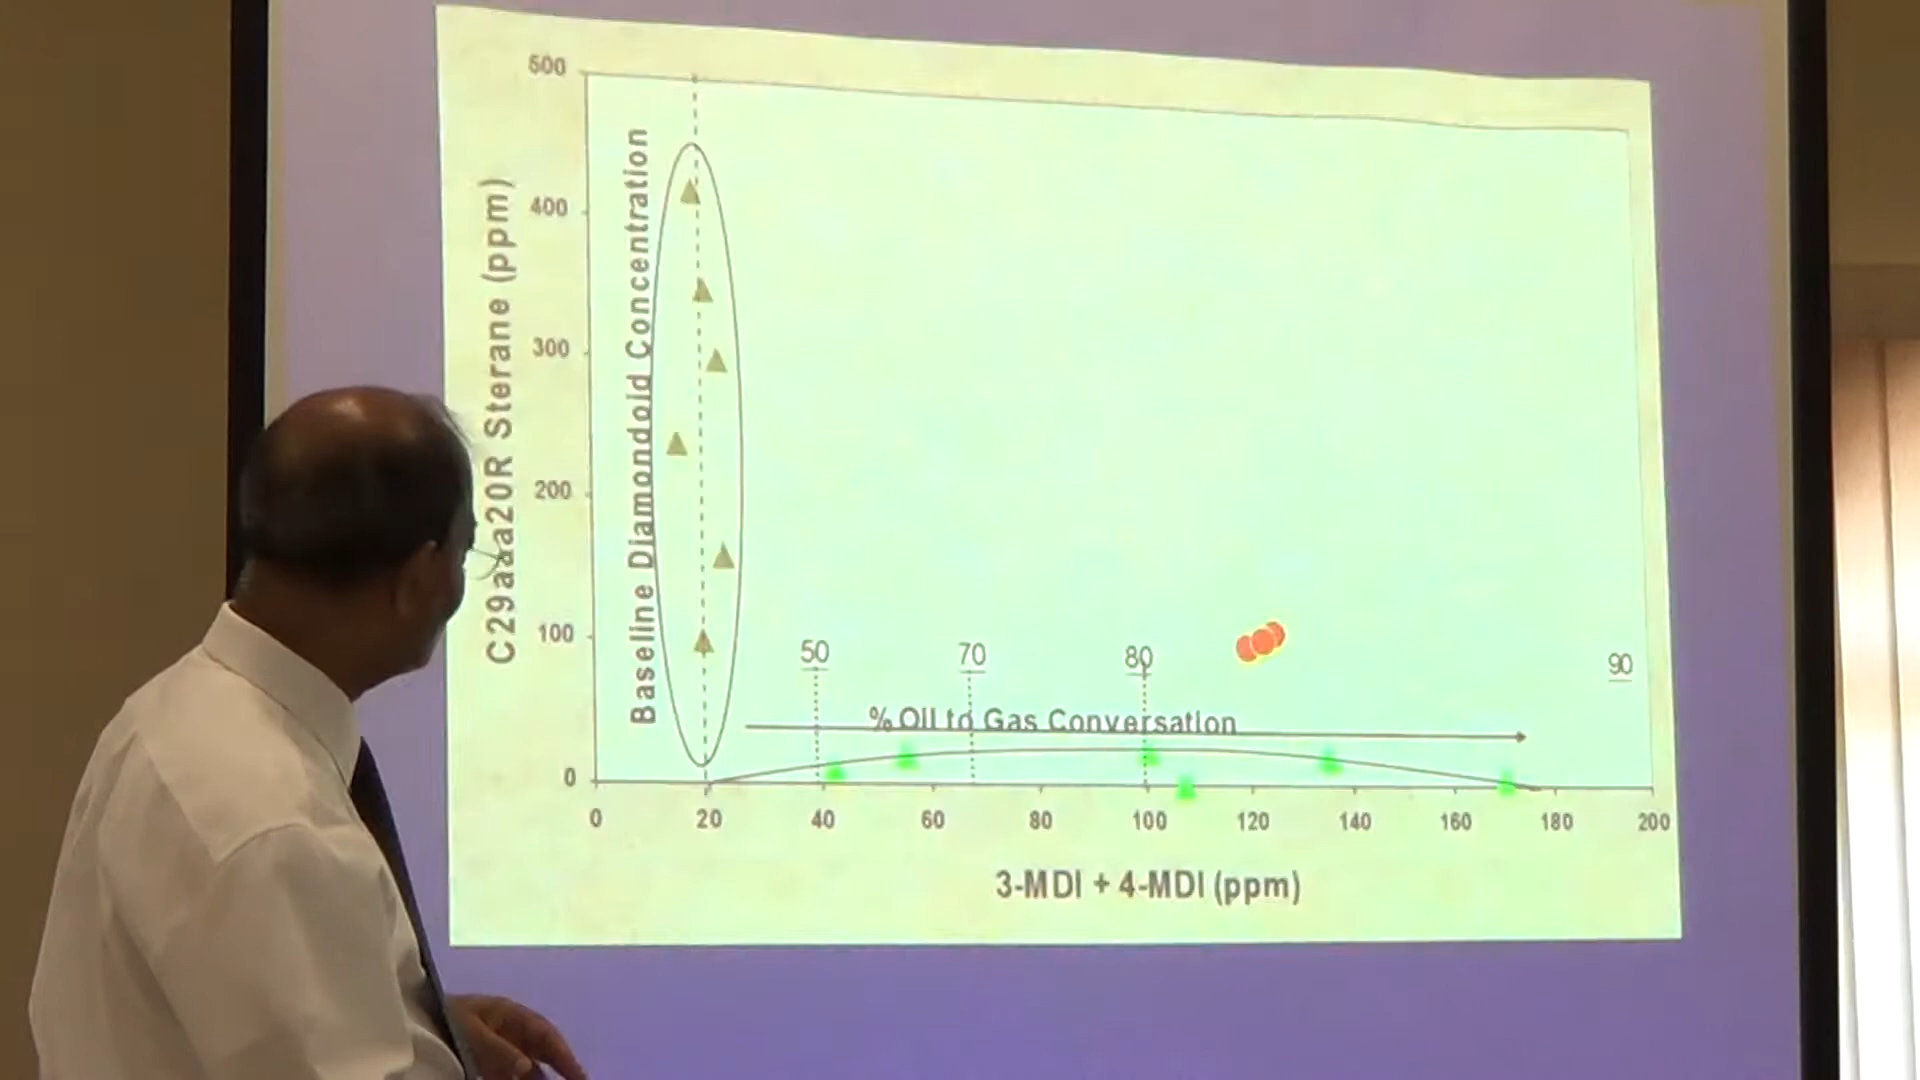 500
400
300
200
100
0
C29aaa20R Sterane (ppm)
Baseline Diamondoid Concentration
50
70
80
90
% Oil to Gas Conversation
0 20 40 60 80 100 120 140 160 180 200
3-MDI + 4-MDI (ppm)